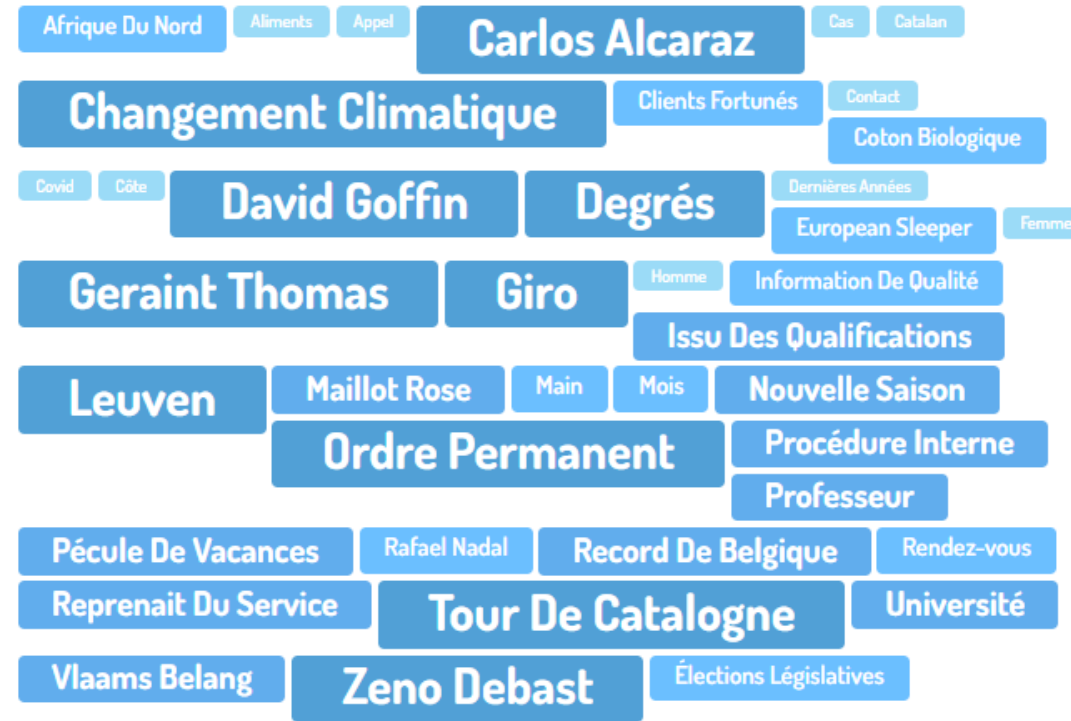 Afrique Du Nord Aliments Appel Carlos Alcaraz Cas Catalan
Changement Climatique Clients Fortunés Contact
Coton Biologique
Covid Côte David Goffin Degrés Dernières Années
European Sleeper Femme
Geraint Thomas Giro Homme Information De Qualité
Issu Des Qualifications
Leuven Maillot Rose Main Mois Nouvelle Saison
Ordre Permanent Procédure Interne
Professeur
Pécule De Vacances Rafael Nadal Record De Belgique Rendez-vous
Reprenait Du Service Tour De Catalogne Université
Vlaams Belang Zeno Debast Élections Législatives